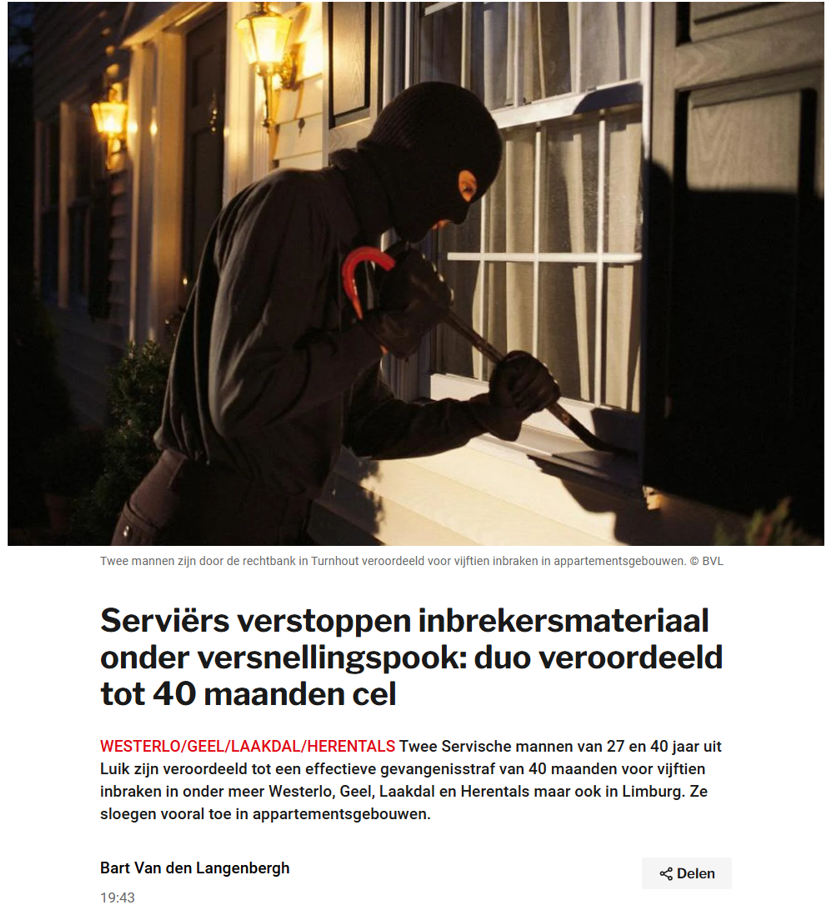 Twee mannen zijn door de rechtbank in Turnhout veroordeeld voor vijftien inbraken in appartementsgebouwen. © BVL
Serviërs verstoppen inbrekersmateriaal
onder versnellingspook: duo veroordeeld
tot 40 maanden cel
WESTERLO/GEEL/LAAKDAL/HERENTALS Twee Servische mannen van 27 en 40 jaar uit
Luik zijn veroordeeld tot een effectieve gevangenisstraf van 40 maanden voor vijftien
inbraken in onder meer Westerlo, Geel, Laakdal en Herentals maar ook in Limburg. Ze
sloegen vooral toe in appartementsgebouwen.
Bart Van den Langenbergh
Delen
19:43